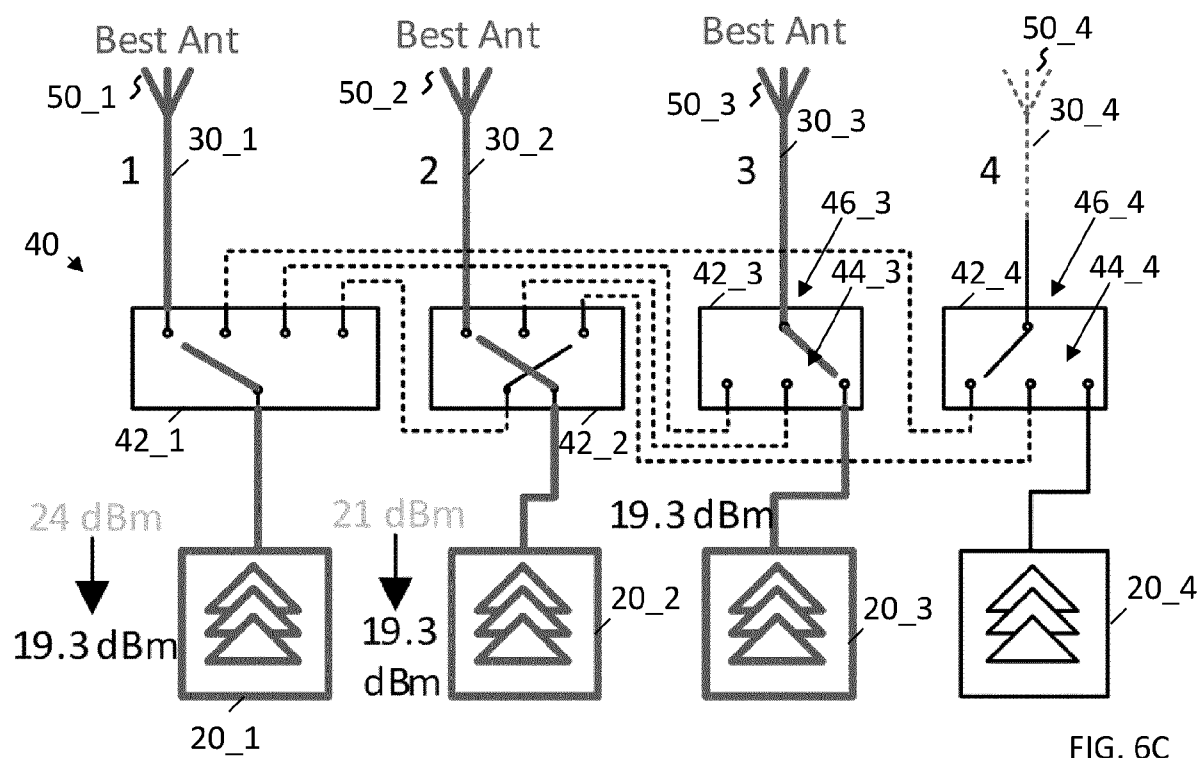 Best Ant
Best Ant
Best Ant
50_4
50_1
50_2
50_3
30_1
30_2
30_3
30_4
1
2
3
4
46_3
46_4
40
42_3
44_3
42_4
44_4
42_1
42_2
24 dBm
21 dBm
19.3 dBm
19.3 dBm
19.3
dBm
20_1
20_2
20_3
20_4
FIG. 6C